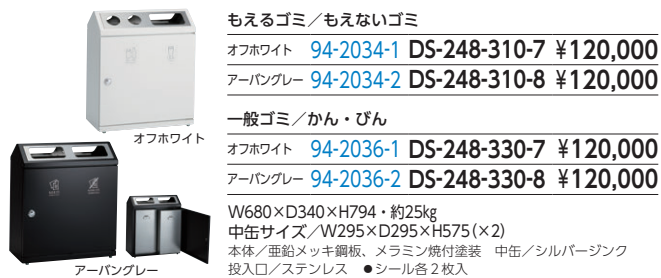 もえるゴミ／もえないゴミ
オフホワイト 94-2034-1 DS-248-310-7 ¥120,000
アーバングレー 94-2034-2 DS-248-310-8 ¥120,000
オフホワイト
一般ゴミ／かん・びん
オフホワイト 94-2036-1 DS-248-330-7 ¥120,000
アーバングレー 94-2036-2 DS-248-330-8 ¥120,000
アーバングレー
W680×D340×H794・約25kg
中缶サイズ／W295×D295×H575（×2）
本体／亜鉛メッキ鋼板、メラミン焼付塗装　中缶／シルバージンク
投入口／ステンレス　●シール各２枚入